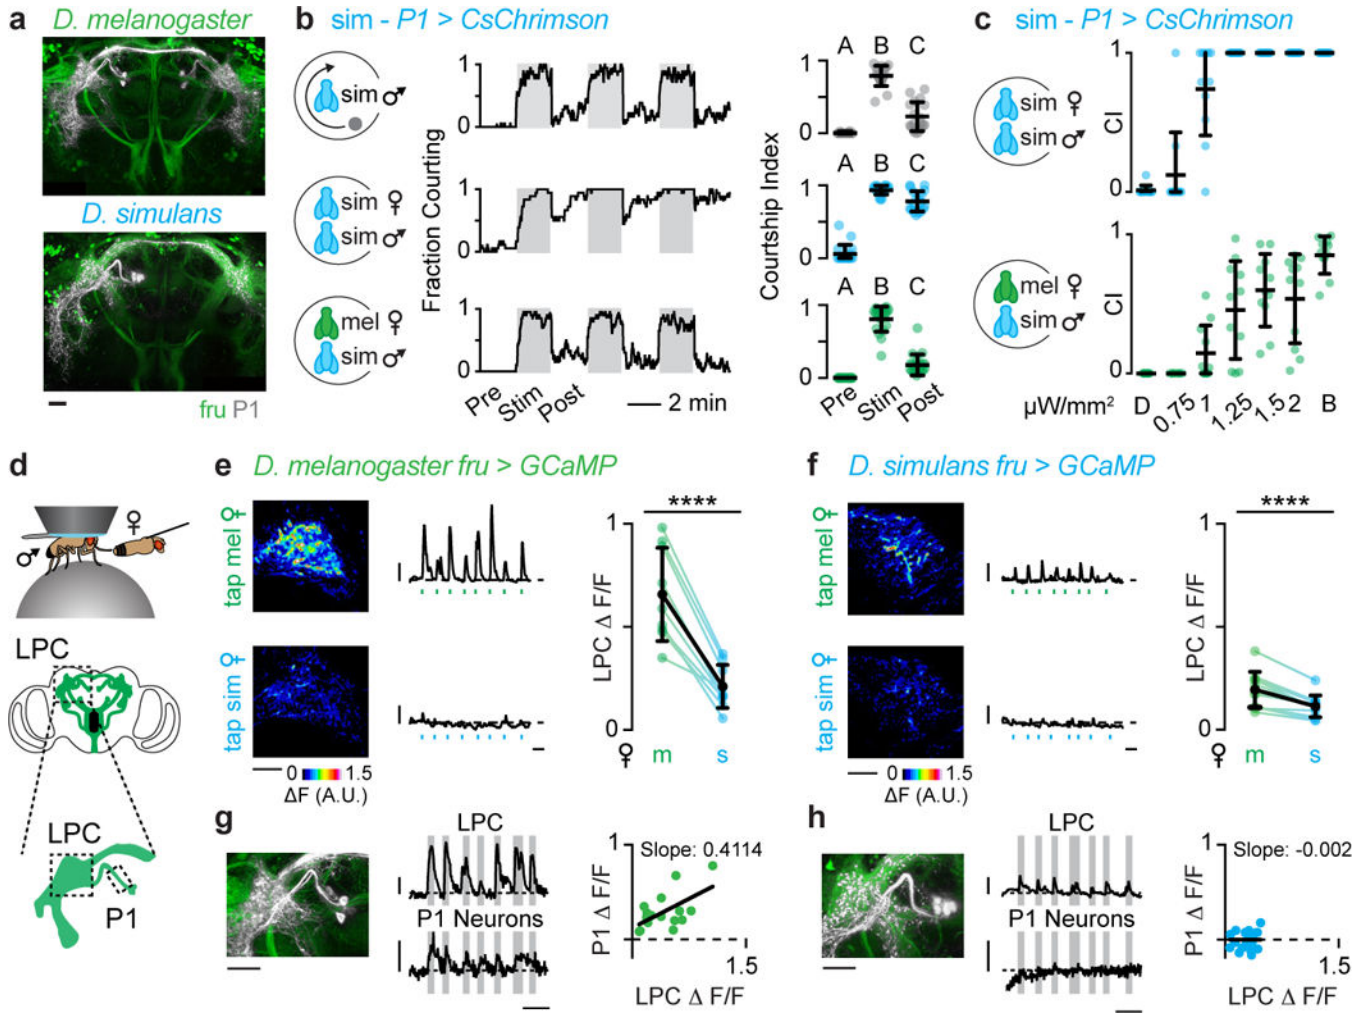 a
D. melanogaster
D. simulans
fru P1
b sim - P1 > CsChrimson
sim ♂
sim ♀
sim ♂
mel ♀
sim ♂
Fraction Counting
1
0
1
0
1
0
Pre Stim Post
2 min
Courtship Index
A B C
1
0
A B C
1
0
A B C
1
0
Pre Stim Post
c sim - P1 > CsChrimson
sim ♀
sim ♂
CI
1
0
mel ♀
sim ♂
CI
1
0
µW/mm² D 0.75 1 1.25 1.5 2 B
d
♂ ♀
LPC
LPC
P1
e D. melanogaster fru > GCaMP
tap mel ♀
tap sim ♀
0 1.5
ΔF (A.U.)
****
LPC Δ F/F
1
0
♀ m s
f D. simulans fru > GCaMP
tap mel ♀
tap sim ♀
0 1.5
ΔF (A.U.)
****
LPC Δ F/F
1
0
♀ m s
g
LPC
P1 Neurons
P1 Δ F/F
1
0
Slope: 0.4114
1.5
LPC Δ F/F
h
LPC
P1 Neurons
P1 Δ F/F
1
0
Slope: -0.002
1.5
LPC Δ F/F